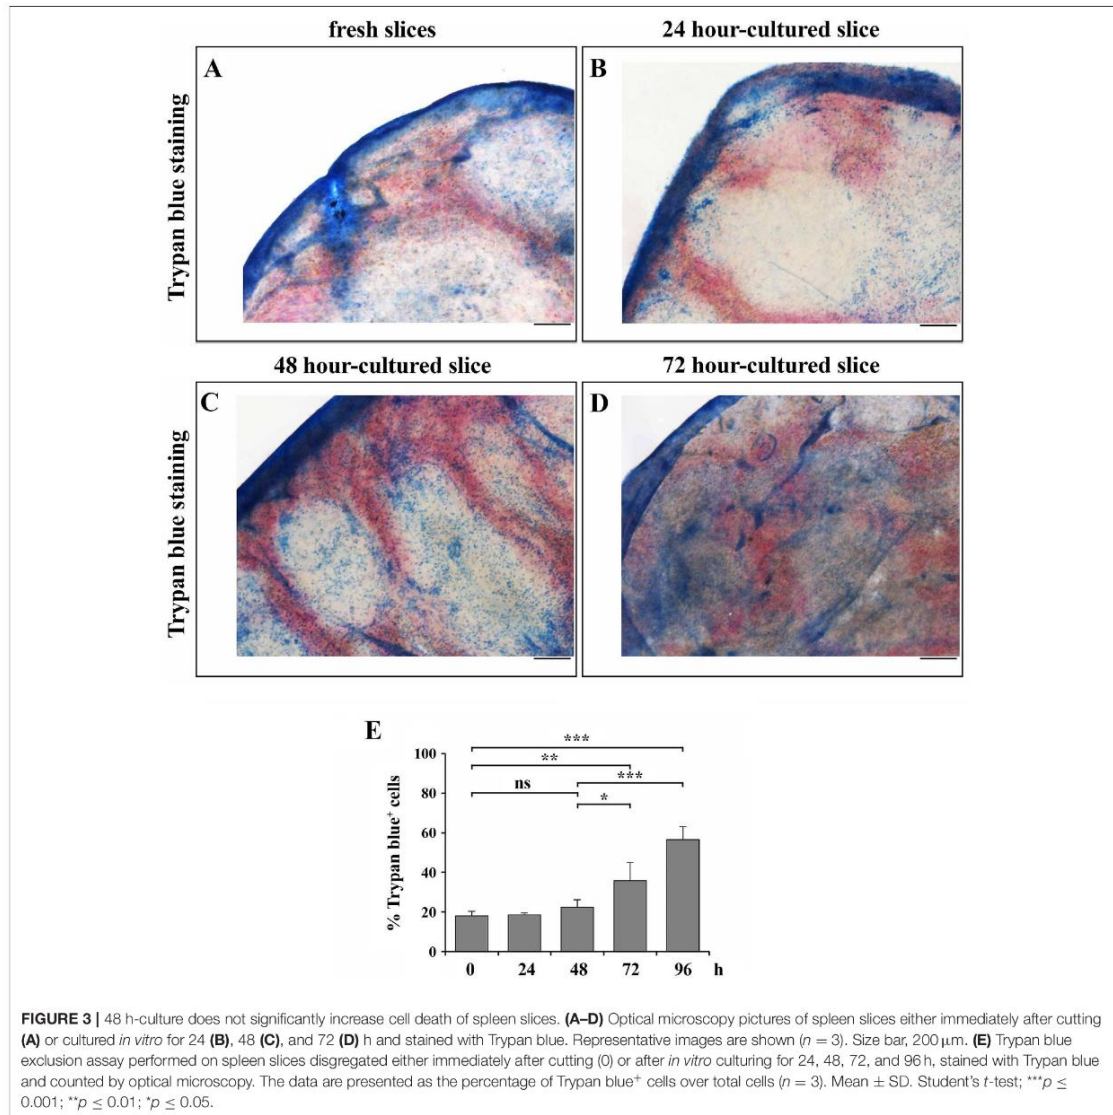 fresh slices
24 hour-cultured slice
A
B
Trypan blue staining
48 hour-cultured slice
72 hour-cultured slice
C
D
Trypan blue staining
E
% Trypan blue⁺ cells
100
80
60
40
20
0
***
**
ns
***
*
0 24 48 72 96 h
FIGURE 3 | 48 h-culture does not significantly increase cell death of spleen slices. (A–D) Optical microscopy pictures of spleen slices either immediately after cutting
(A) or cultured in vitro for 24 (B), 48 (C), and 72 (D) h and stained with Trypan blue. Representative images are shown (n = 3). Size bar, 200 μm. (E) Trypan blue
exclusion assay performed on spleen slices disgregated either immediately after cutting (0) or after in vitro culturing for 24, 48, 72, and 96 h, stained with Trypan blue
and counted by optical microscopy. The data are presented as the percentage of Trypan blue⁺ cells over total cells (n = 3). Mean ± SD. Student's t-test; ***p ≤
0.001; **p ≤ 0.01; *p ≤ 0.05.